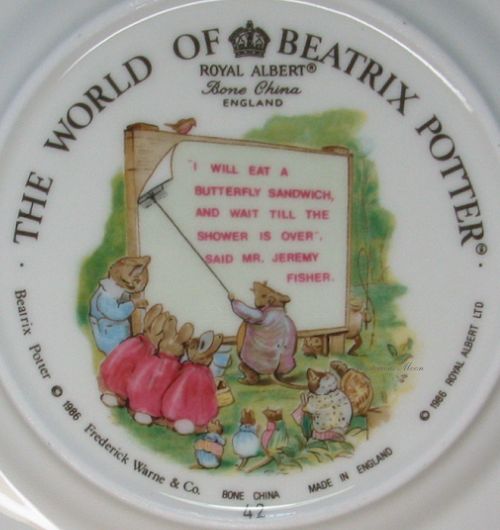 THE WORLD OF BEATRIX POTTER®
ROYAL ALBERT®
Bone China
ENGLAND
"I WILL EAT A
BUTTERFLY SANDWICH,
AND WAIT TILL THE
SHOWER IS OVER",
SAID MR. JEREMY
FISHER.
Moon
Beatrix Potter © 1986 Frederick Warne & Co.
BONE CHINA
MADE IN ENGLAND
© 1986 ROYAL ALBERT LTD
42